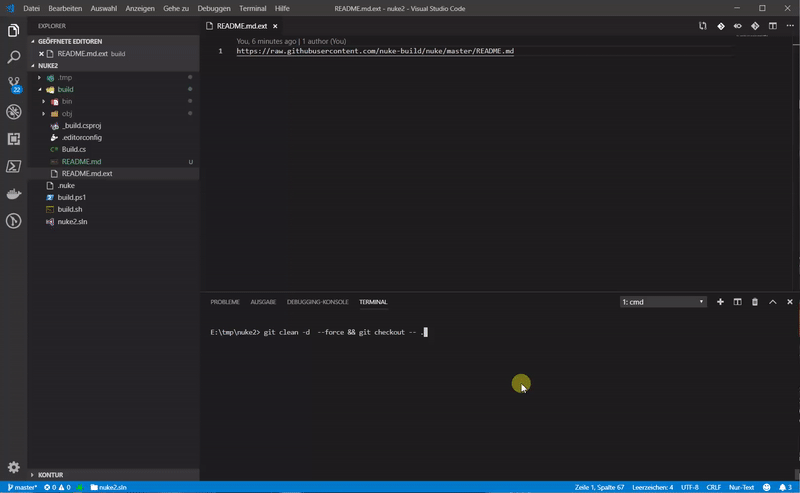 Datei Bearbeiten Auswahl Anzeigen Gehe zu Debuggen Terminal Hilfe
README.md.ext - nuke2 - Visual Studio Code
EXPLORER
GEÖFFNETE EDITOREN
README.md.ext build
NUKE2
.tmp
build
bin
obj
_build.csproj
.editorconfig
C# Build.cs
README.md U
README.md.ext
.nuke
build.ps1
build.sh
nuke2.sln
KONTUR
22
README.md.ext
You, 6 minutes ago | 1 author (You)
1 https://raw.githubusercontent.com/nuke-build/nuke/master/README.md
PROBLEME AUSGABE DEBUGGING-KONSOLE TERMINAL
1: cmd
E:\tmp\nuke2> git clean -d  --force && git checkout -- .
master* 0 0 nuke2.sln
Zeile 1, Spalte 67 Leerzeichen: 4 UTF-8 CRLF Nur-Text 3